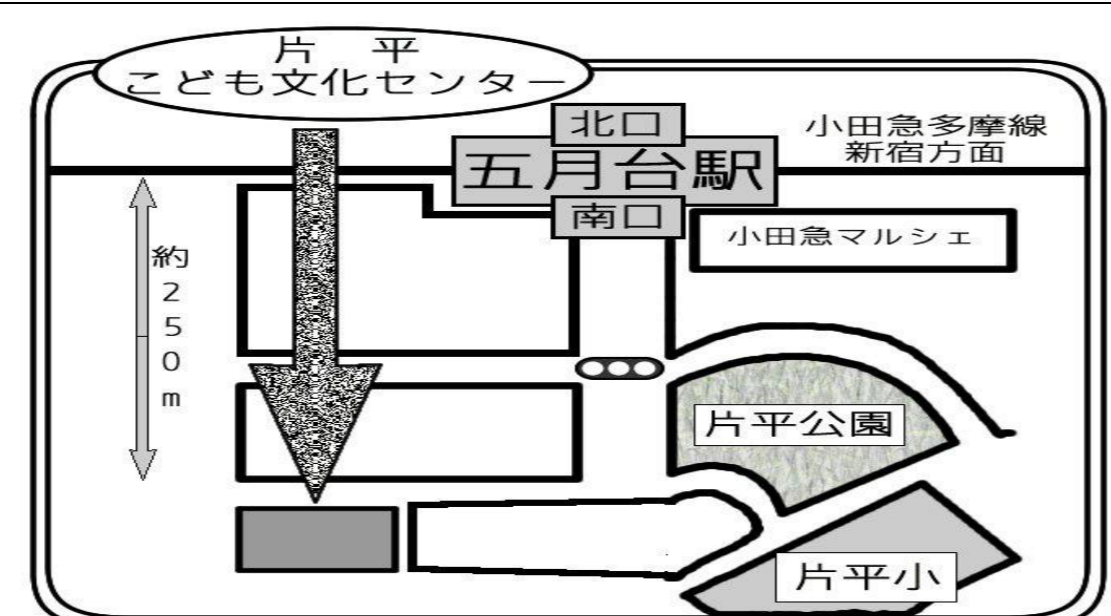 片　平
こども文化センター
北口
五月台駅
南口
小田急多摩線
新宿方面
小田急マルシェ
約250m
片平公園
片平小